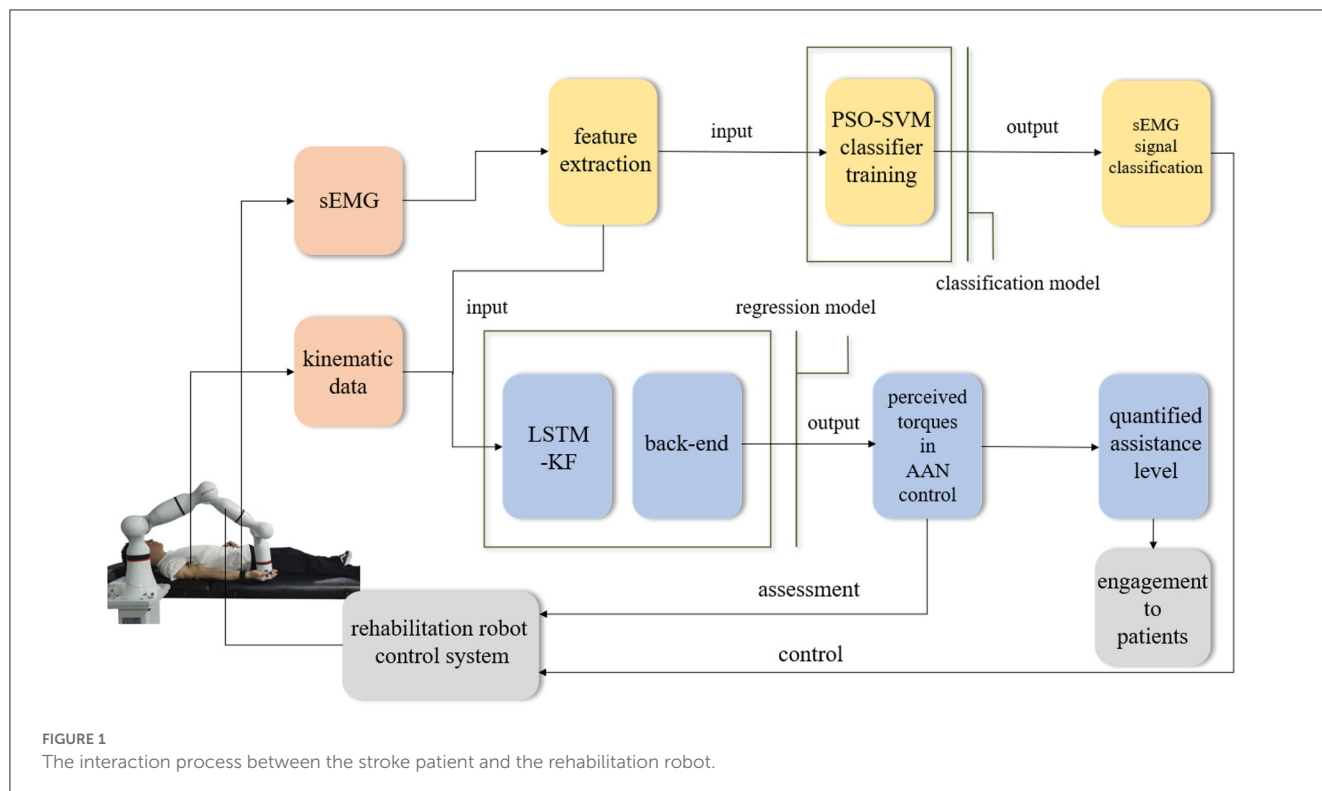 feature
extraction
input
PSO-SVM
classifier
training
output
sEMG
signal
classification
sEMG
classification model
input
regression model
kinematic
data
LSTM
-KF
back-end
output
perceived
torques
in
AAN
control
quantified
assistance
level
assessment
engagement
to
patients
rehabilitation robot
control system
control
FIGURE 1
The interaction process between the stroke patient and the rehabilitation robot.